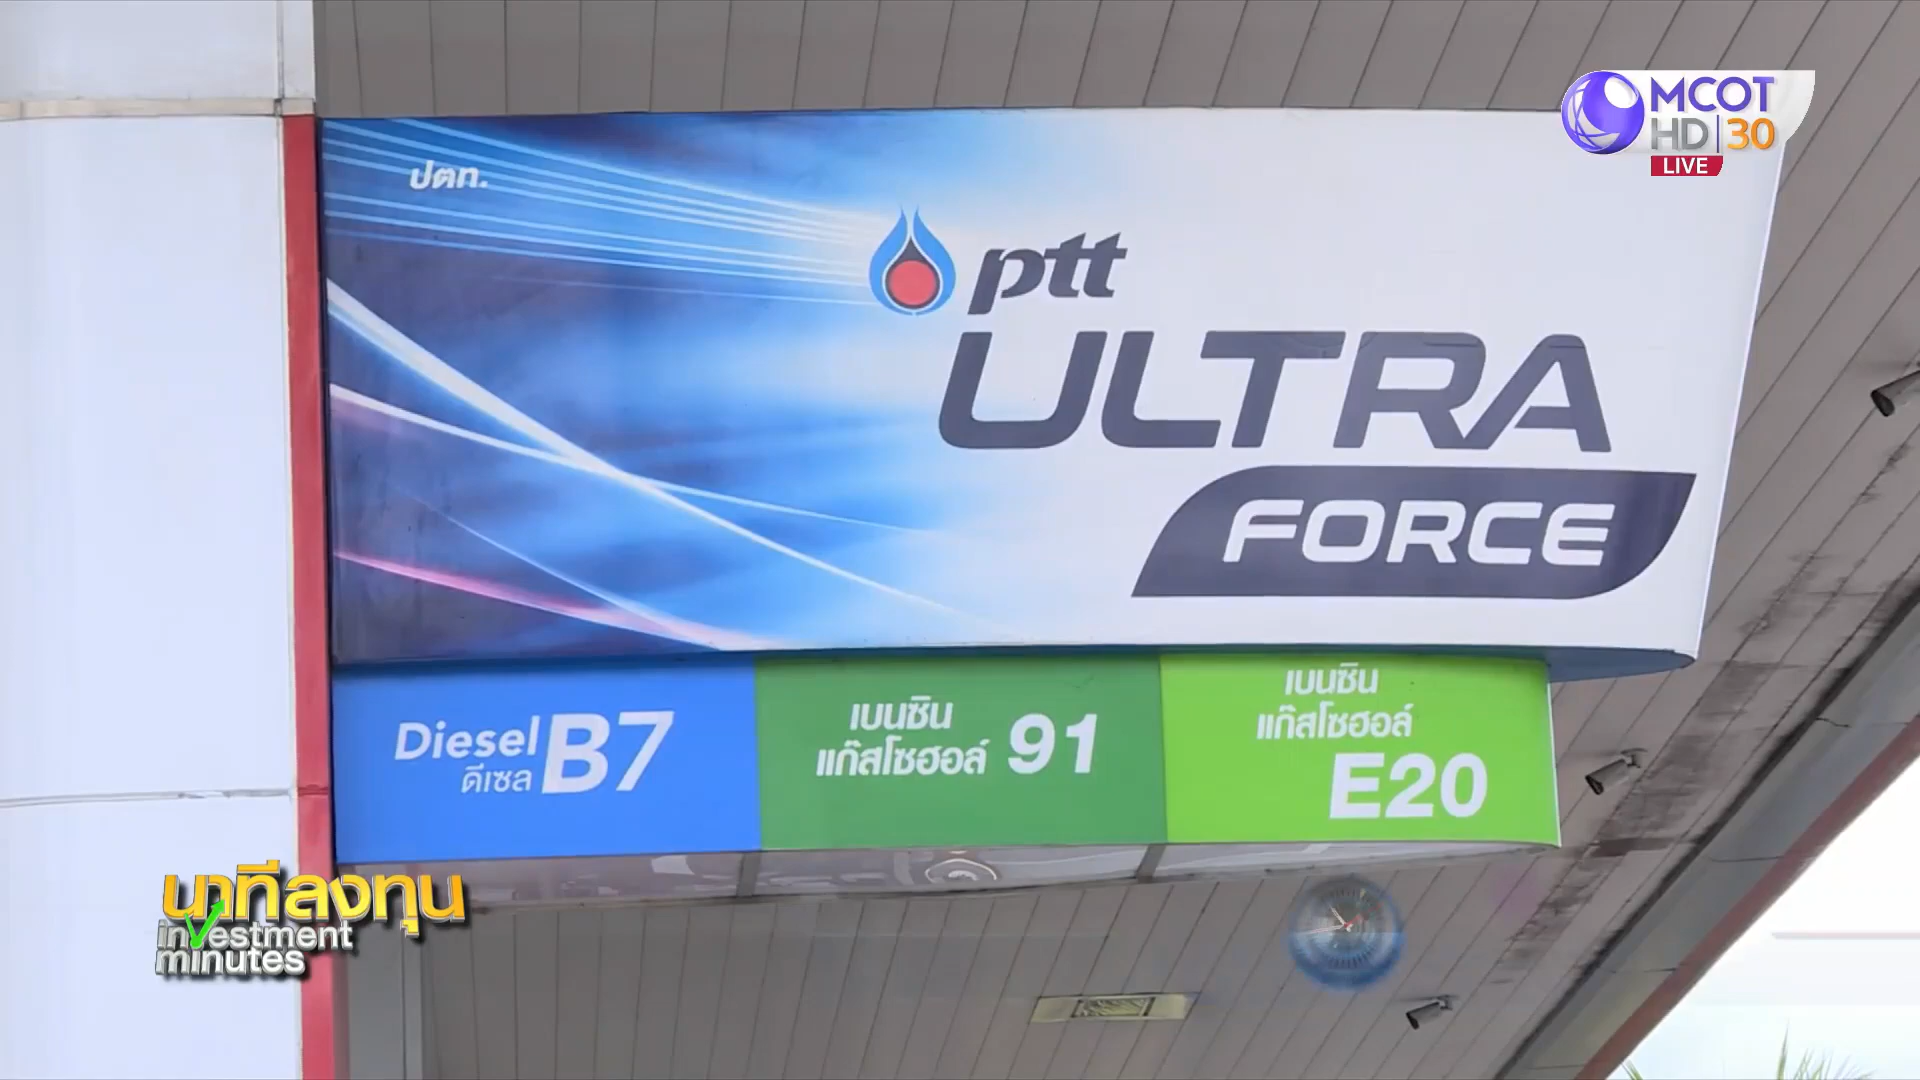 MCOT
HD 30
LIVE
ปตท.
ptt
ULTRA
FORCE
Diesel B7
ดีเซล
เบนซิน
แก๊สโซฮอล์ 91
เบนซิน
แก๊สโซฮอล์
E20
นาทีลงทุน
investment
minutes